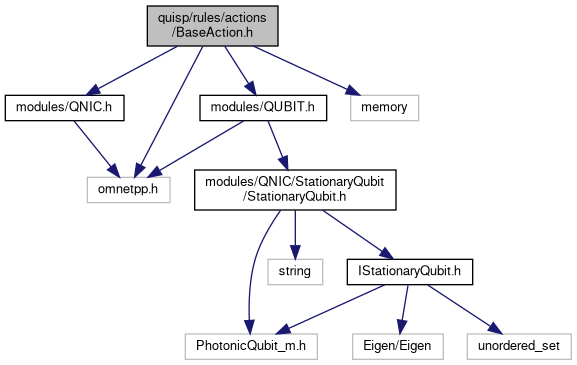 quisp/rules/actions
/BaseAction.h
modules/QNIC.h
modules/QUBIT.h
memory
omnetpp.h
modules/QNIC/StationaryQubit
/StationaryQubit.h
string
IStationaryQubit.h
PhotonicQubit_m.h
Eigen/Eigen
unordered_set